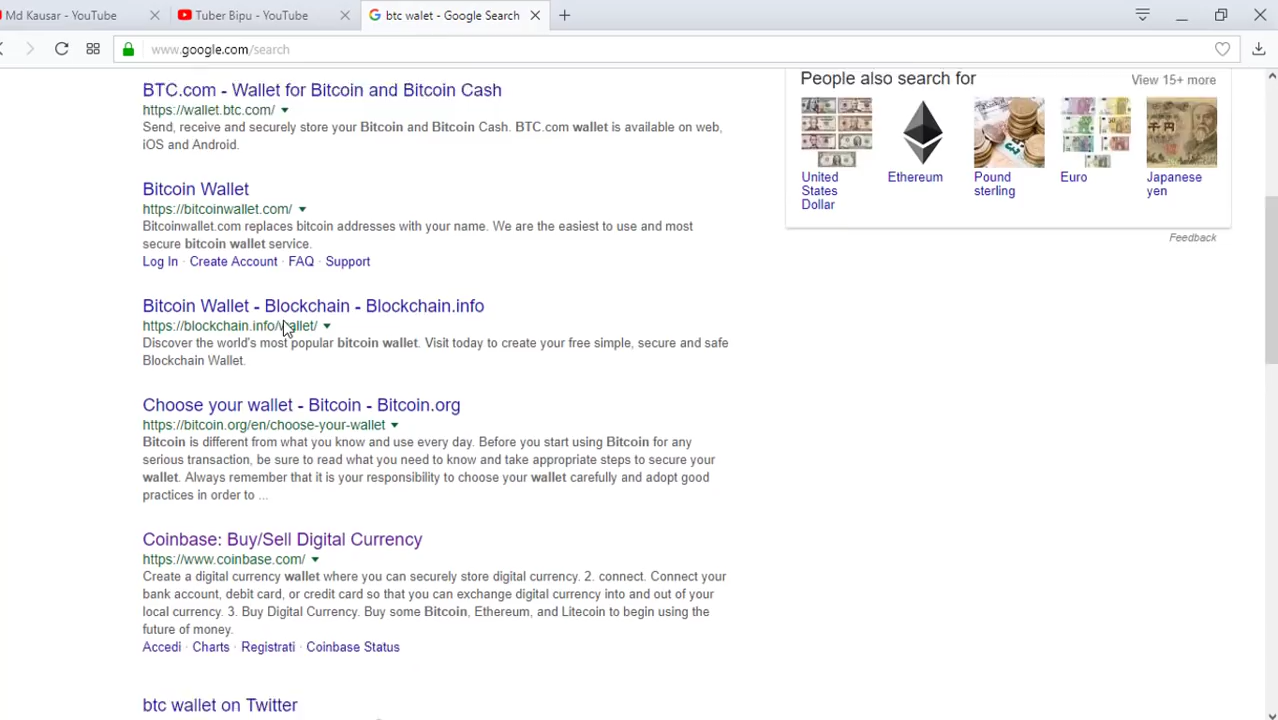 Md Kausar - YouTube
Tuber Bipu - YouTube
btc walet - Google Search
www.google.com/search
BTC.com - Wallet for Bitcoin and Bitcoin Cash
https://wallet.btc.com/
Send, receive and securely store your Bitcoin and Bitcoin Cash. BTC.com wallet is available on web,
iOS and Android.
Bitcoin Wallet
https://bitcoinwallet.com/
Bitcoinwallet.com replaces bitcoin addresses with your name. We are the easiest to use and most
secure bitcoin wallet service.
Log In · Create Account · FAQ · Support
Bitcoin Wallet - Blockchain - Blockchain.info
https://blockchain.info/wallet/
Discover the world's most popular bitcoin wallet. Visit today to create your free simple, secure and safe
Blockchain Wallet.
Choose your wallet - Bitcoin - Bitcoin.org
https://bitcoin.org/en/choose-your-wallet
Bitcoin is different from what you know and use every day. Before you start using Bitcoin for any
serious transaction, be sure to read what you need to know and take appropriate steps to secure your
wallet. Always remember that it is your responsibility to choose your wallet carefully and adopt good
practices in order to ...
Coinbase: Buy/Sell Digital Currency
https://www.coinbase.com/
Create a digital currency wallet where you can securely store digital currency. 2. connect. Connect your
bank account, debit card, or credit card so that you can exchange digital currency into and out of your
local currency. 3. Buy Digital Currency. Buy some Bitcoin, Ethereum, and Litecoin to begin using the
future of money.
Accedi · Charts · Registrati · Coinbase Status
btc wallet on Twitter
People also search for
View 15+ more
United
States
Dollar
Ethereum
Pound
sterling
Euro
Japanese
yen
Feedback